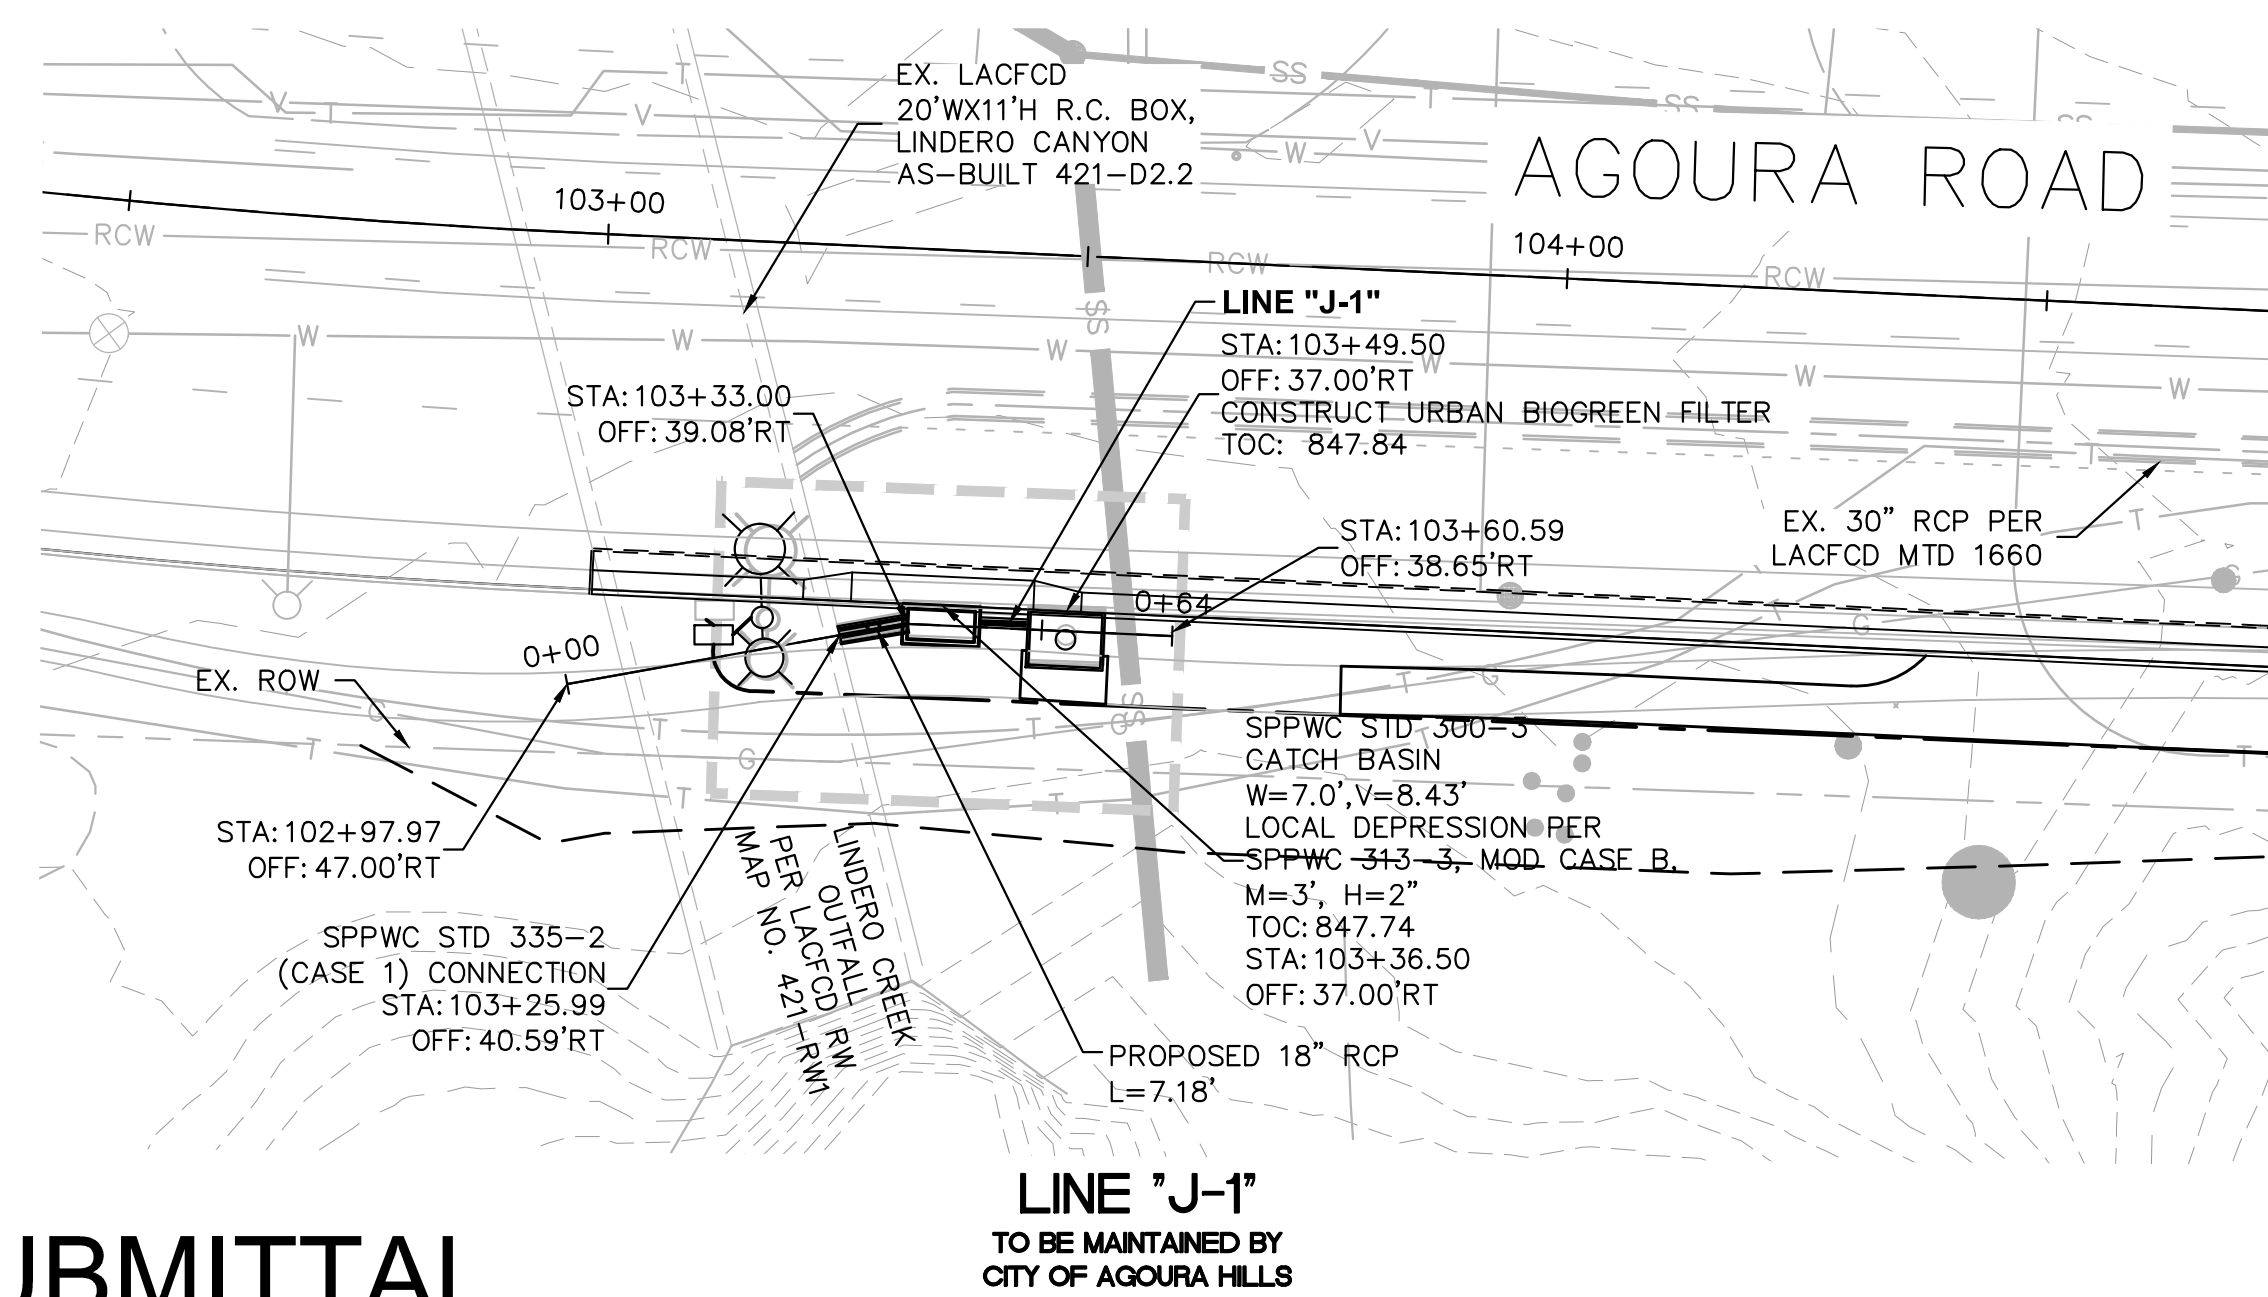 EX. LACFCD
20'WX11'H R.C. BOX,
LINDERO CANYON
AS-BUILT 421-D2.2
AGOURA ROAD
SS
SS
SS
V
T
V
T
T
V
W
103+00
104+00
RCW
RCW
RCW
RCW
SS
W
W
W
W
W
W
LINE "J-1"
STA:103+49.50
OFF:37.00'RT
CONSTRUCT URBAN BIOGREEN FILTER
TOC: 847.84
STA:103+33.00
OFF:39.08'RT
STA:103+60.59
OFF:38.65'RT
EX. 30" RCP PER
LACFCD MTD 1660
T
T
G
G
0+64
0+00
EX. ROW
T
G
G
T
T
T
G
SS
T
G
T
T
T
SPPWC STD 300-3
CATCH BASIN
W=7.0',V=8.43'
LOCAL DEPRESSION PER
SPPWC 313-3, MOD CASE B,
M=3', H=2"
TOC:847.74
STA:103+36.50
OFF:37.00'RT
STA:102+97.97
OFF:47.00'RT
SPPWC STD 335-2
(CASE 1) CONNECTION
STA:103+25.99
OFF:40.59'RT
LINDERO CREEK
OUTFALL
PER LACFCD RW
MAP NO. 421-RW1
PROPOSED 18" RCP
L=7.18'
LINE "J-1"
TO BE MAINTAINED BY
CITY OF AGOURA HILLS
UBMITTAL